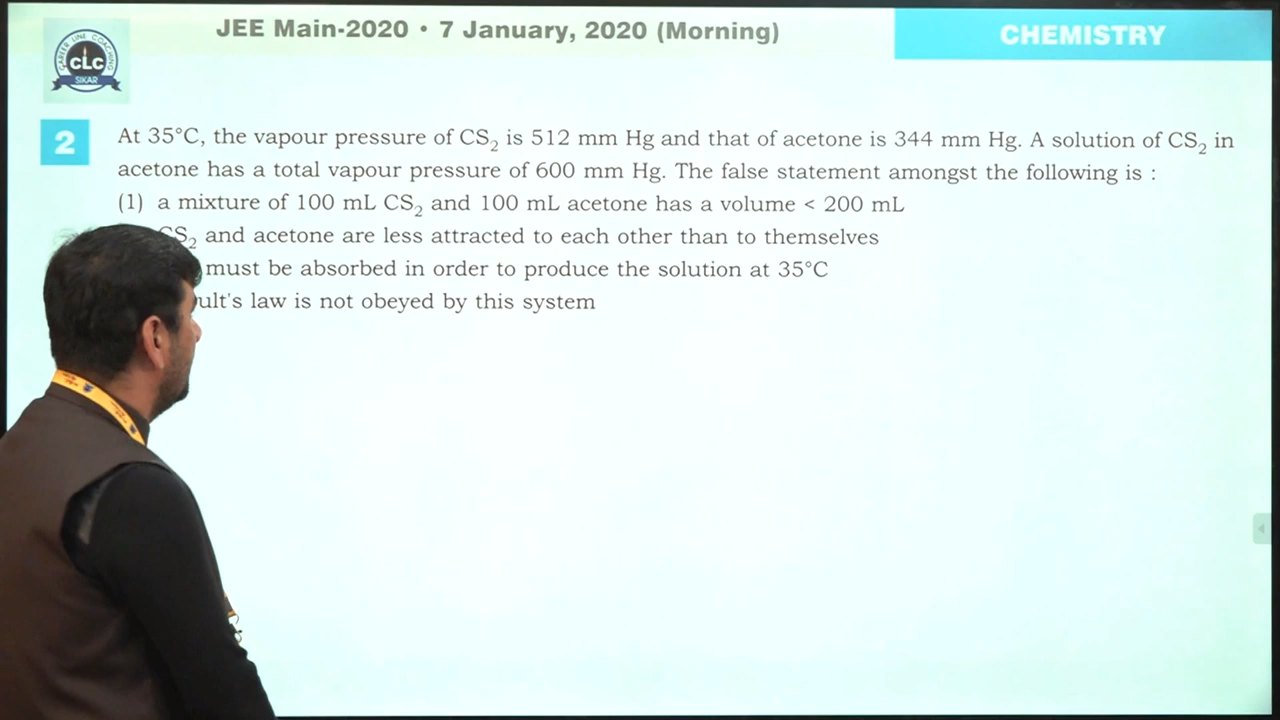 JEE Main-2020 • 7 January, 2020 (Morning)
CHEMISTRY
CAREER LINE COACHING
CLC
SIKAR
2
At 35°C, the vapour pressure of CS₂ is 512 mm Hg and that of acetone is 344 mm Hg. A solution of CS₂ in
acetone has a total vapour pressure of 600 mm Hg. The false statement amongst the following is :
(1) a mixture of 100 mL CS₂ and 100 mL acetone has a volume < 200 mL
CS₂ and acetone are less attracted to each other than to themselves
must be absorbed in order to produce the solution at 35°C
ult's law is not obeyed by this system